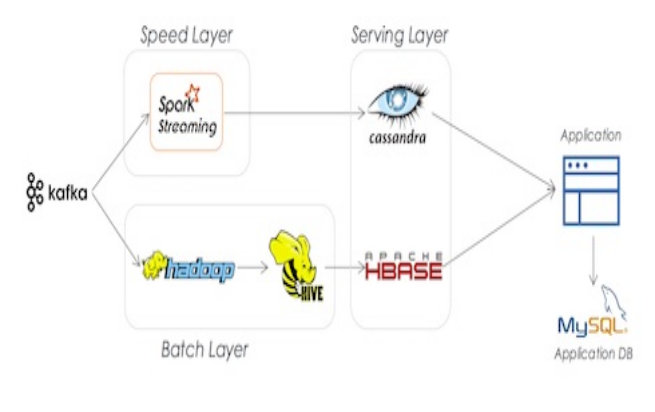 Speed Layer
Serving Layer
Spark
Streaming
cassandra
Application
kafka
hadoop
HIVE
APACHE
HBASE
MySQL
Application DB
Batch Layer